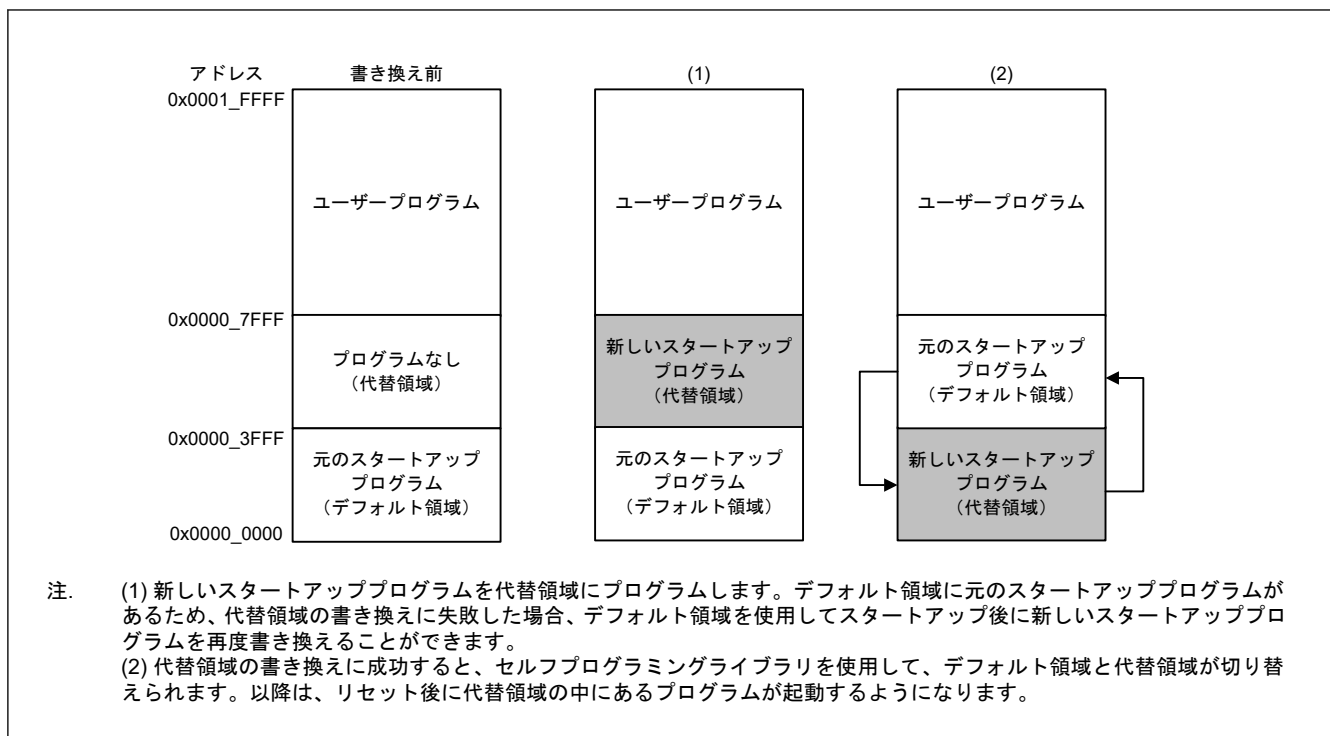 アドレス 書き換え前 (1) (2)
0x0001_FFFF
ユーザープログラム ユーザープログラム ユーザープログラム
0x0000_7FFF
プログラムなし
（代替領域）
新しいスタートアップ
プログラム
（代替領域）
元のスタートアップ
プログラム
（デフォルト領域）
0x0000_3FFF
元のスタートアップ
プログラム
（デフォルト領域）
元のスタートアップ
プログラム
（デフォルト領域）
新しいスタートアップ
プログラム
（代替領域）
0x0000_0000
注. (1) 新しいスタートアッププログラムを代替領域にプログラムします。デフォルト領域に元のスタートアッププログラムが
あるため、代替領域の書き換えに失敗した場合、デフォルト領域を使用してスタートアップ後に新しいスタートアッププロ
グラムを再度書き換えることができます。
(2) 代替領域の書き換えに成功すると、セルフプログラミングライブラリを使用して、デフォルト領域と代替領域が切り替
えられます。以降は、リセット後に代替領域の中にあるプログラムが起動するようになります。